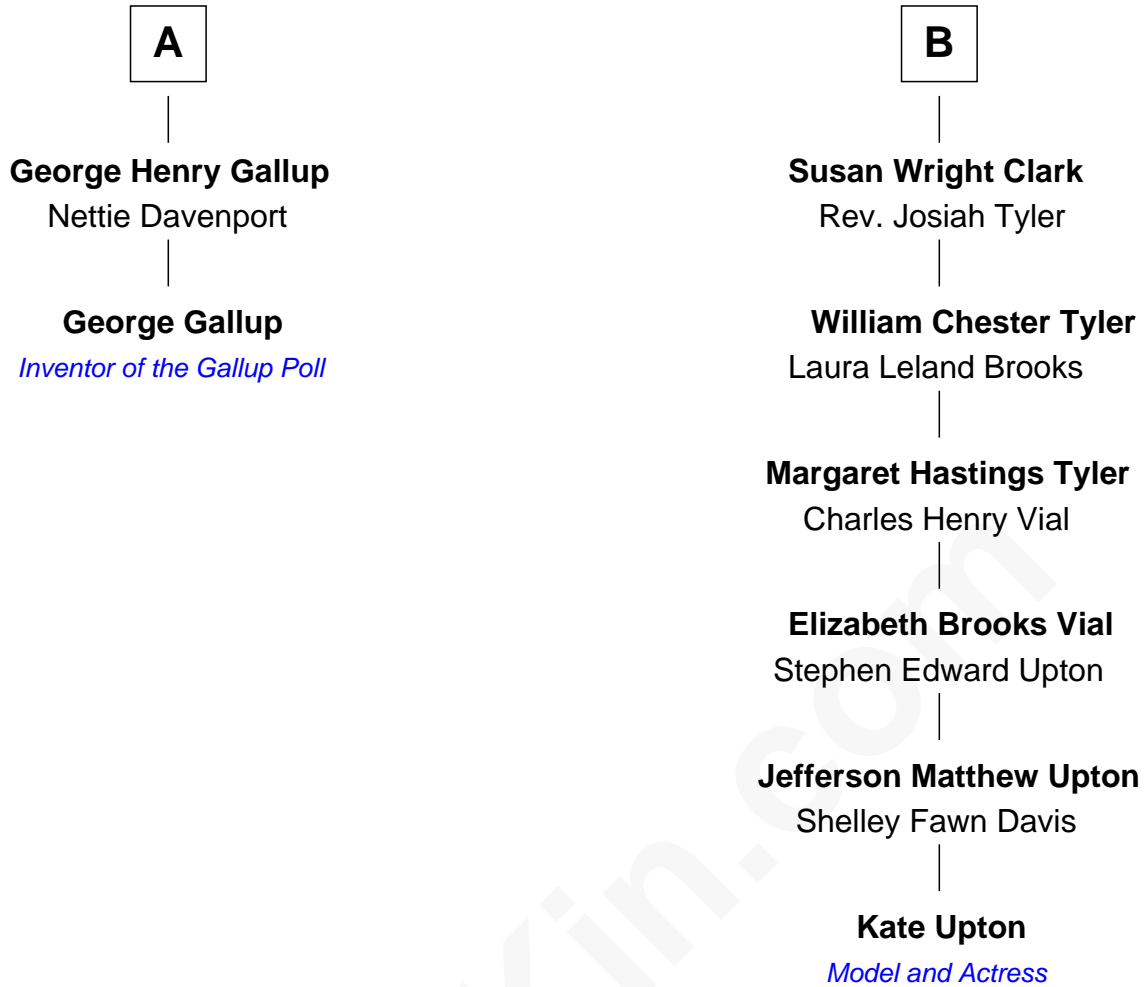 A
George Henry Gallup
Nettie Davenport
George Gallup
Inventor of the Gallup Poll
B
Susan Wright Clark
Rev. Josiah Tyler
William Chester Tyler
Laura Leland Brooks
Margaret Hastings Tyler
Charles Henry Vial
Elizabeth Brooks Vial
Stephen Edward Upton
Jefferson Matthew Upton
Shelley Fawn Davis
Kate Upton
Model and Actress
Kin.com